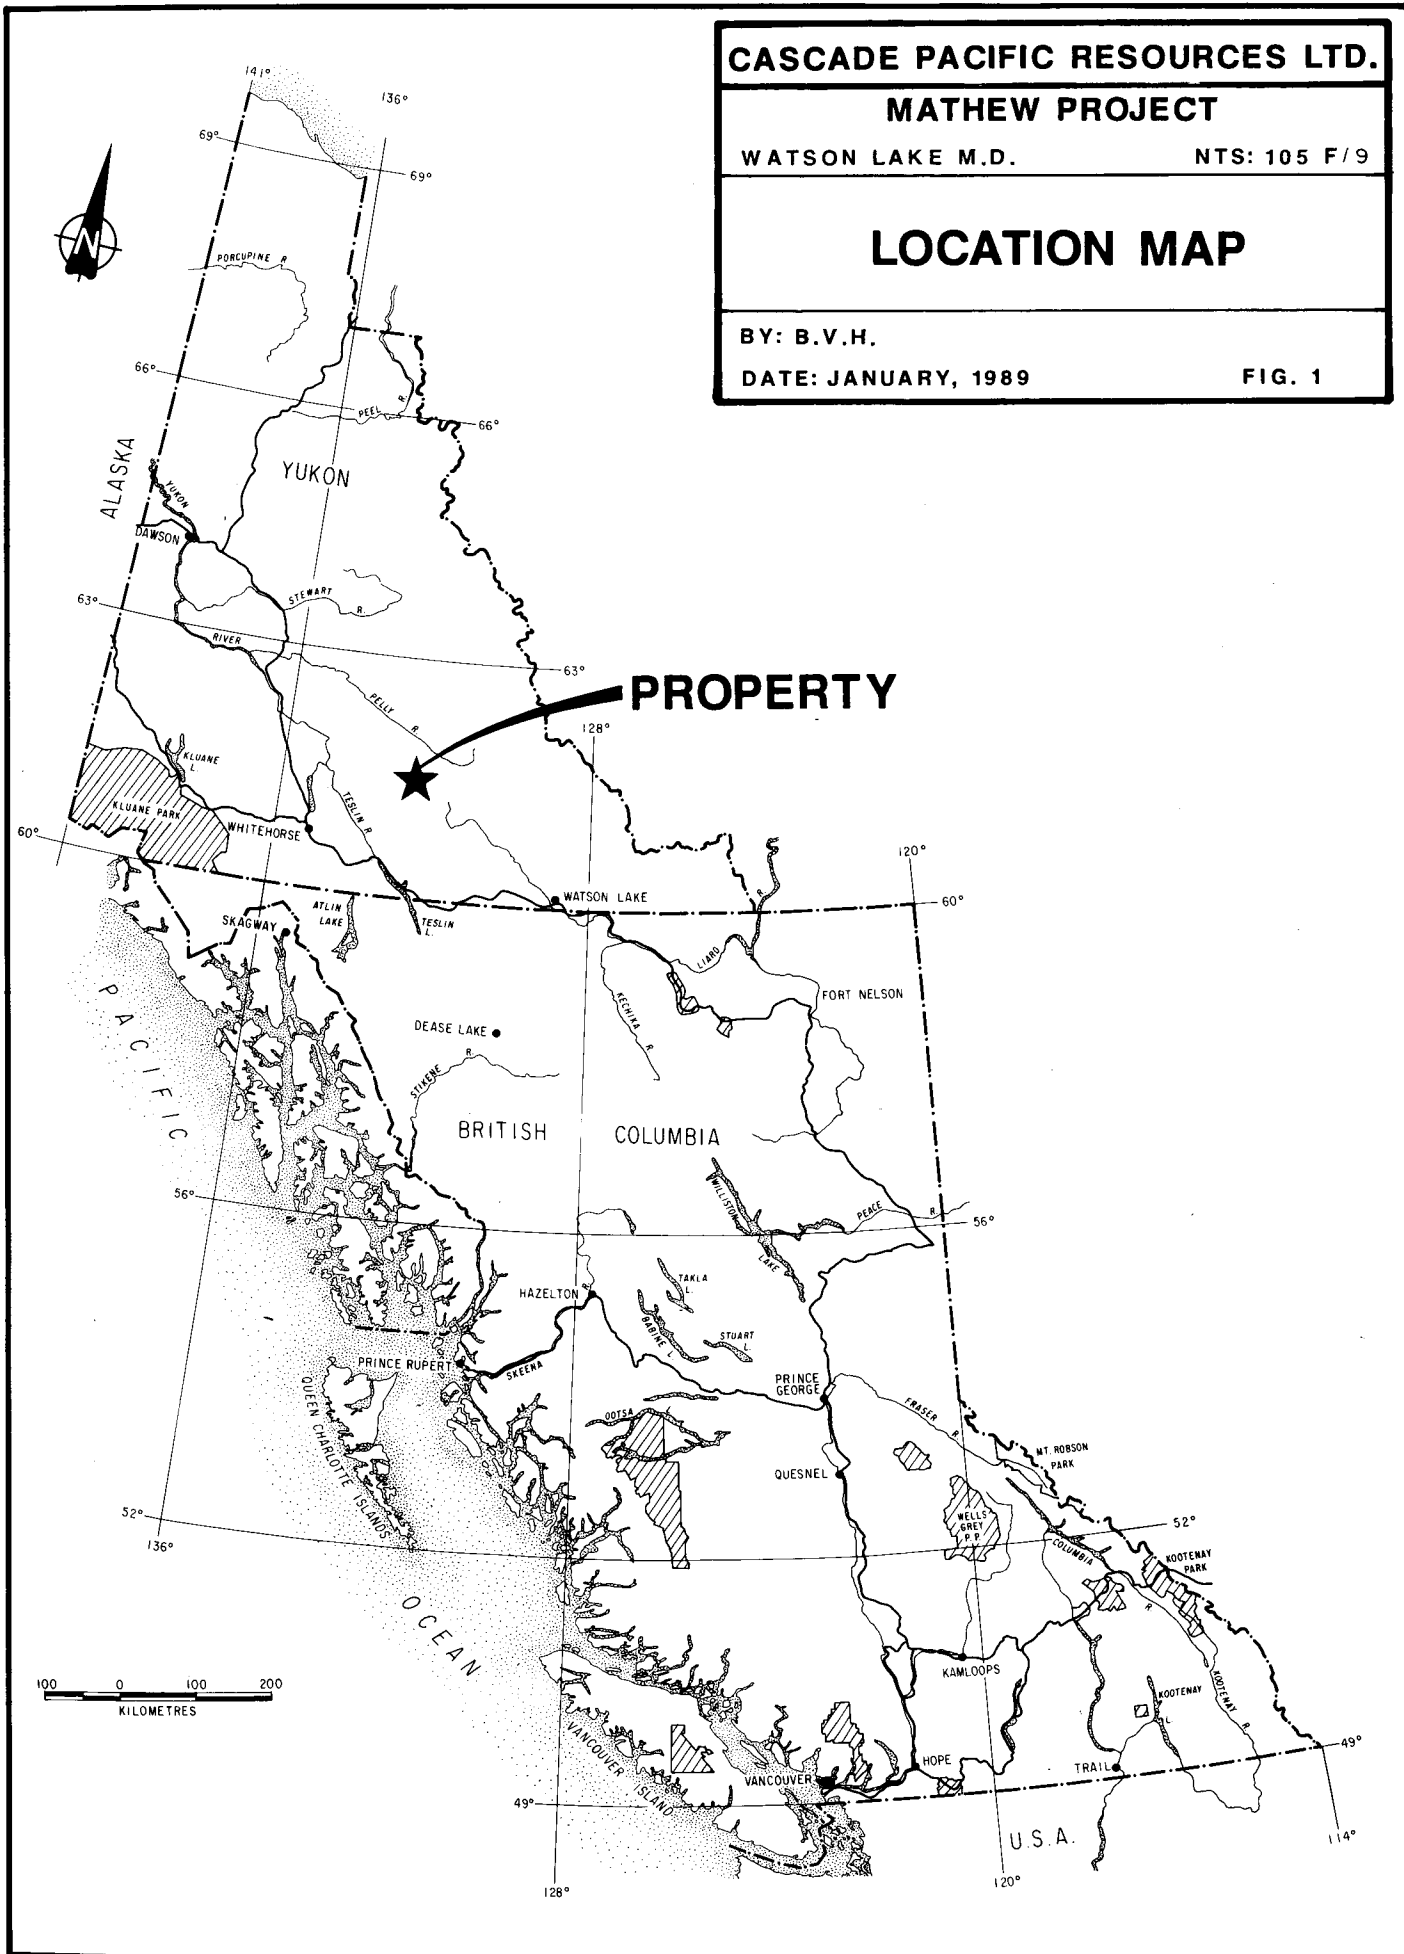 CASCADE PACIFIC RESOURCES LTD.
MATHEW PROJECT
WATSON LAKE M.D. NTS: 105 F/9
LOCATION MAP
BY: B.V.H.
DATE: JANUARY, 1989 FIG. 1
141°
136°
69°
69°
N
PORCUPINE R
66°
PEEL R.
66°
ALASKA
YUKON
YUKON
DAWSON
63°
STEWART R.
RIVER
63°
PROPERTY
PELLY R.
128°
KLUANE L.
KLUANE PARK
TESLIN R
WHITEHORSE
60°
120°
WATSON LAKE
60°
ATLIN LAKE
SKAGWAY
TESLIN L.
LIARD R.
FORT NELSON
KECHIKA R.
PACIFIC
DEASE LAKE
STIKENE R.
BRITISH COLUMBIA
WILLISTON LAKE
PEACE R.
56°
56°
HAZELTON
R.
TAKLA L.
BABINE L
STUART L.
PRINCE RUPERT
SKEENA
PRINCE GEORGE
QUEEN CHARLOTTE ISLANDS
OOTSA
FRASER R.
MT. ROBSON PARK
QUESNEL
52°
136°
WELLS GREY P.P.
52°
COLUMBIA R
KOOTENAY PARK
OCEAN
KAMLOOPS
100 0 100 200
KILOMETRES
KOOTENAY L.
KOOTENAY R.
VANCOUVER ISLAND
VANCOUVER
HOPE
TRAIL
49°
49°
U.S.A.
128°
120°
114°